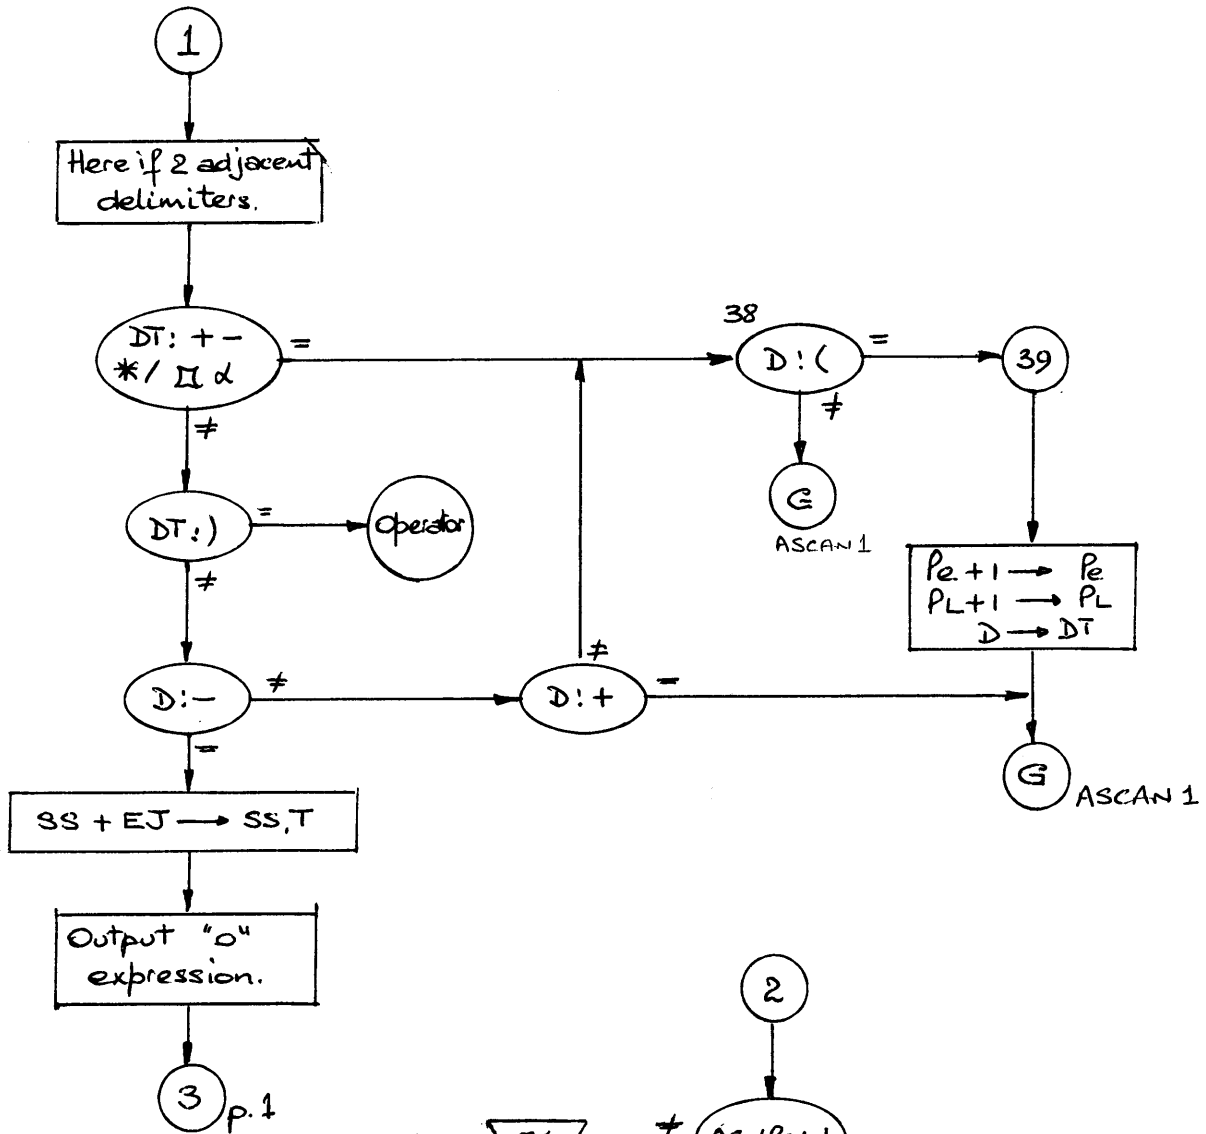 1
Here if 2 adjacent
delimiters.
DT: + -
*/ ⌑ α
=
≠
38
D:(
=
≠
39
G
ASCAN 1
DT:)
=
≠
Operator
Pe + 1 → Pe
PL + 1 → PL
D → DT
D:-
≠
=
D:+
≠
=
G
ASCAN 1
SS + EJ → SS,T
Output "0"
expression.
3
p. 1
2
≠